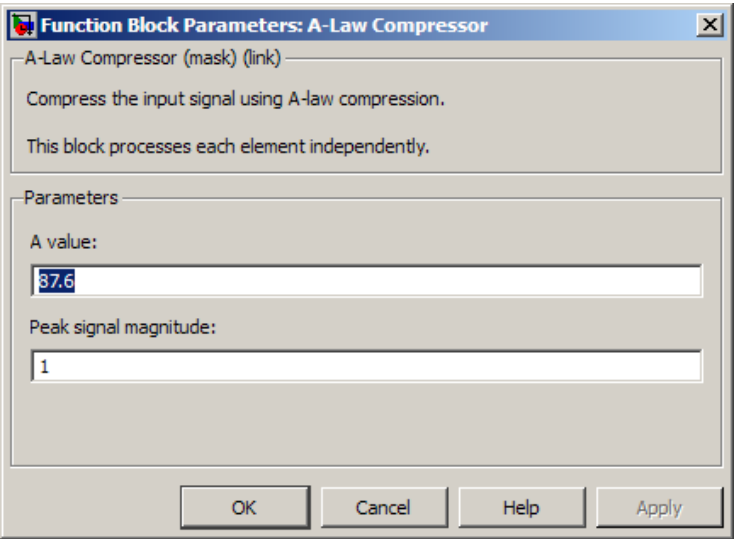 Function Block Parameters: A-Law Compressor
A-Law Compressor (mask) (link)
Compress the input signal using A-law compression.
This block processes each element independently.
Parameters
A value:
87.6
Peak signal magnitude:
1
OK Cancel Help Apply